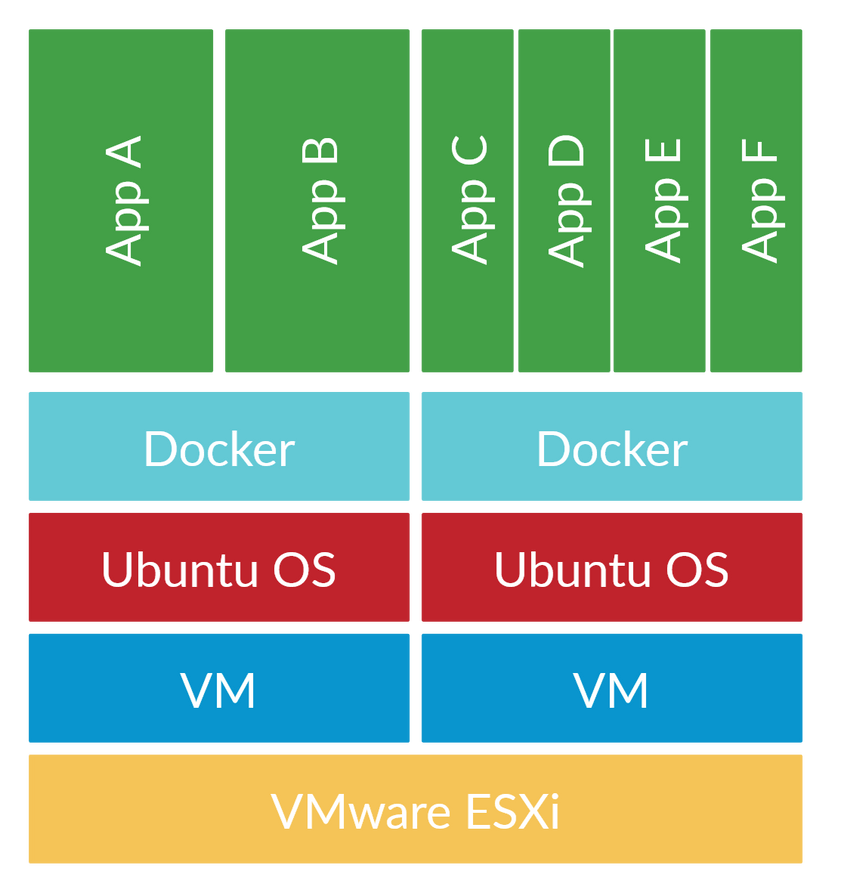 App A
App B
App C
App D
App E
App F
Docker
Docker
Ubuntu OS
Ubuntu OS
VM
VM
VMware ESXi